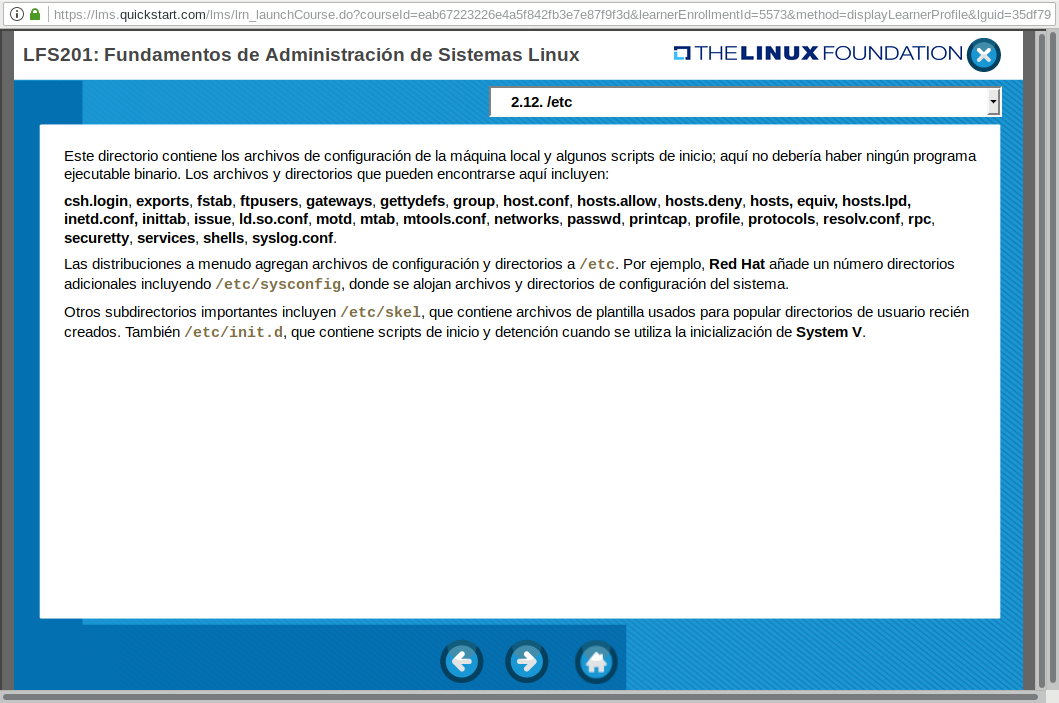 https://lms.quickstart.com/lms/lrn_launchCourse.do?courseId=eab67223226e4a5f842fb3e7e87f9f3d&learnerEnrollmentId=5573&method=displayLearnerProfile&lguid=35df79
LFS201: Fundamentos de Administración de Sistemas Linux
THE LINUX FOUNDATION
2.12. /etc
Este directorio contiene los archivos de configuración de la máquina local y algunos scripts de inicio; aquí no debería haber ningún programa
ejecutable binario. Los archivos y directorios que pueden encontrarse aquí incluyen:
csh.login, exports, fstab, ftpusers, gateways, gettydefs, group, host.conf, hosts.allow, hosts.deny, hosts, equiv, hosts.lpd,
inetd.conf, inittab, issue, ld.so.conf, motd, mtab, mtools.conf, networks, passwd, printcap, profile, protocols, resolv.conf, rpc,
securetty, services, shells, syslog.conf.
Las distribuciones a menudo agregan archivos de configuración y directorios a /etc. Por ejemplo, Red Hat añade un número directorios
adicionales incluyendo /etc/sysconfig, donde se alojan archivos y directorios de configuración del sistema.
Otros subdirectorios importantes incluyen /etc/skel, que contiene archivos de plantilla usados para popular directorios de usuario recién
creados. También /etc/init.d, que contiene scripts de inicio y detención cuando se utiliza la inicialización de System V.